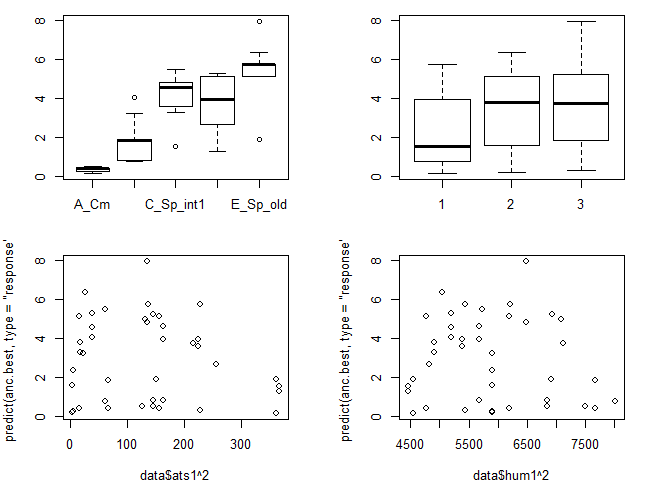 8
6
4
2
0
A_Cm C_Sp_int1 E_Sp_old
8
6
4
2
0
1 2 3
predict(anc.best, type = "response'
8
6
4
2
0
0 100 200 300
data$ats1^2
predict(anc.best, type = "response'
8
6
4
2
0
4500 5500 6500 7500
data$hum1^2